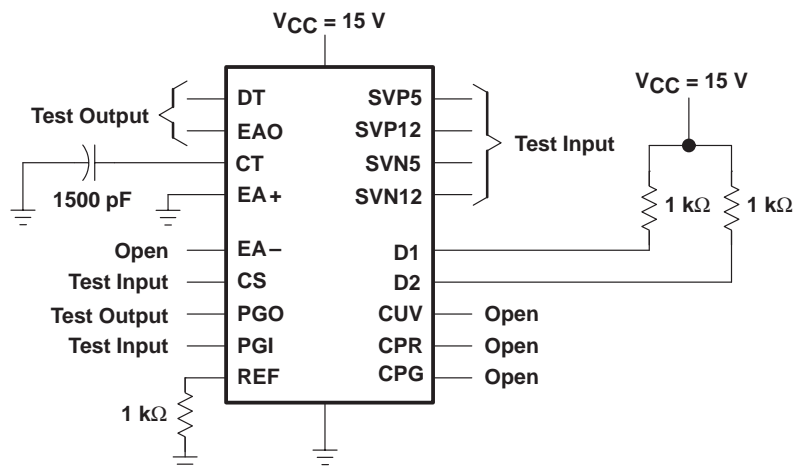 VCC = 15 V
DT
EAO
Test Output
CT
1500 pF
EA+
Open EA−
Test Input CS
Test Output PGO
Test Input PGI
REF
1 kΩ
SVP5
SVP12
SVN5
SVN12
Test Input
D1
D2
CUV Open
CPR Open
CPG Open
VCC = 15 V
1 kΩ
1 kΩ